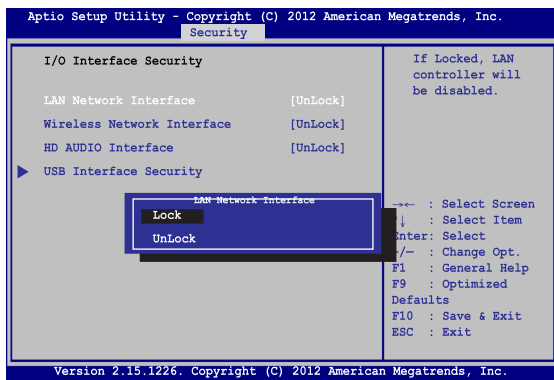 Aptio Setup Utility - Copyright (C) 2012 American Megatrends, Inc.
Security
I/O Interface Security
LAN Network Interface [UnLock]
Wireless Network Interface [UnLock]
HD AUDIO Interface [UnLock]
USB Interface Security
LAN Network Interface
Lock
UnLock
If Locked, LAN
controller will
be disabled.
→← : Select Screen
↓ : Select Item
Enter: Select
/— : Change Opt.
F1 : General Help
F9 : Optimized
Defaults
F10 : Save & Exit
ESC : Exit
Version 2.15.1226. Copyright (C) 2012 American Megatrends, Inc.